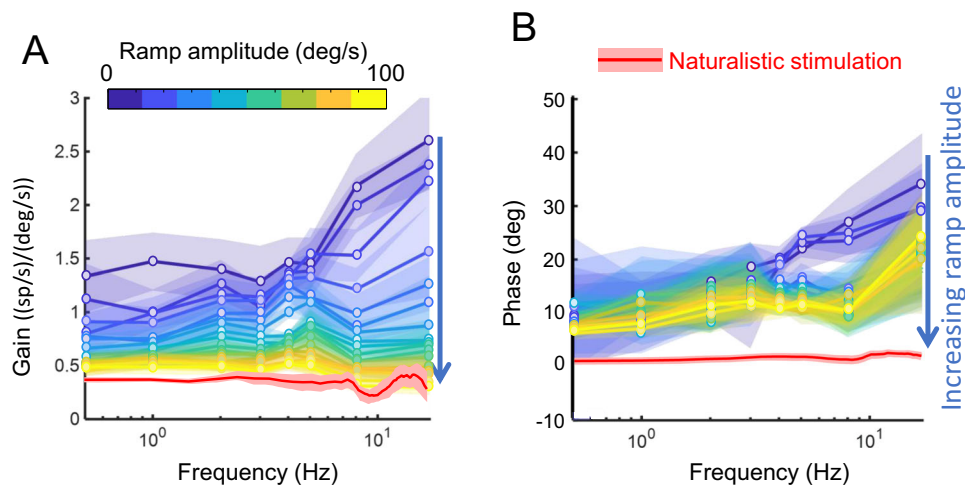 A
Ramp amplitude (deg/s)
0
100
3
2.5
2
1.5
1
0.5
0
Gain ((sp/s)/(deg/s))
10^0
10^1
Frequency (Hz)
B
Naturalistic stimulation
50
40
30
20
10
0
-10
Phase (deg)
10^0
10^1
Frequency (Hz)
Increasing ramp amplitude